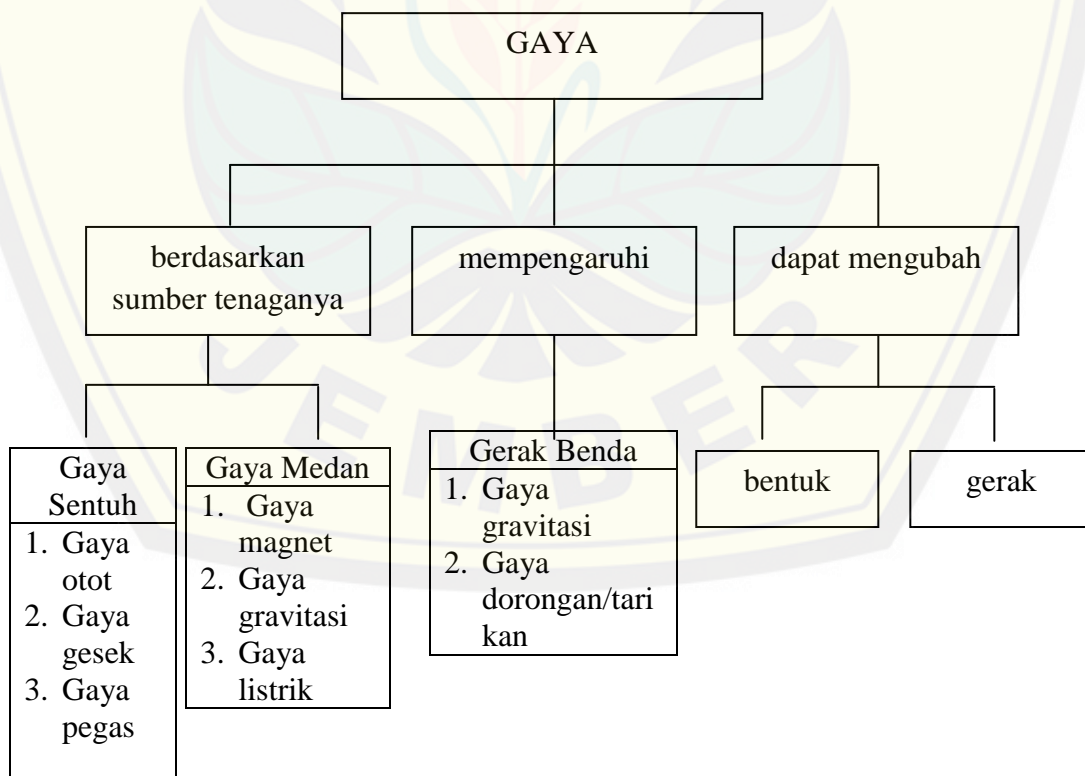 GAYA
berdasarkan
sumber tenaganya
mempengaruhi
dapat mengubah
Gaya
Sentuh
1. Gaya
otot
2. Gaya
gesek
3. Gaya
pegas
Gaya Medan
1. Gaya
magnet
2. Gaya
gravitasi
3. Gaya
listrik
Gerak Benda
1. Gaya
gravitasi
2. Gaya
dorongan/tari
kan
bentuk
gerak
JEMBER